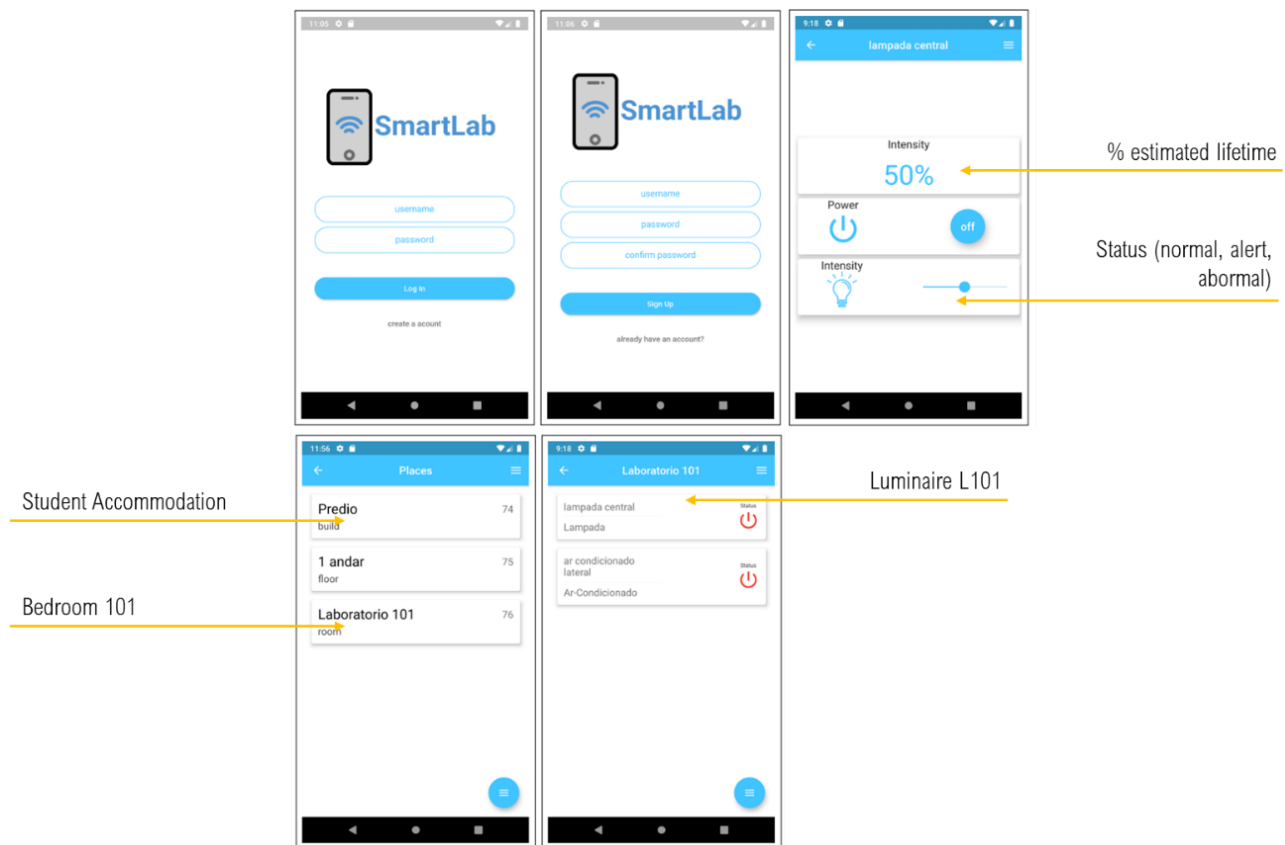 11:05
SmartLab
username
password
Log In
create a acount
11:06
SmartLab
username
password
confirm password
Sign Up
already have an account?
9:18
lampada central
Intensity
50%
Power
off
Intensity
% estimated lifetime
Status (normal, alert,
abormal)
Student Accommodation
Bedroom 101
11:56
Places
Predio 74
build
1 andar 75
floor
Laboratorio 101 76
room
9:18
Laboratorio 101
lampada central
Status
Lampada
ar condicionado
lateral
Status
Ar-Condicionado
Luminaire L101